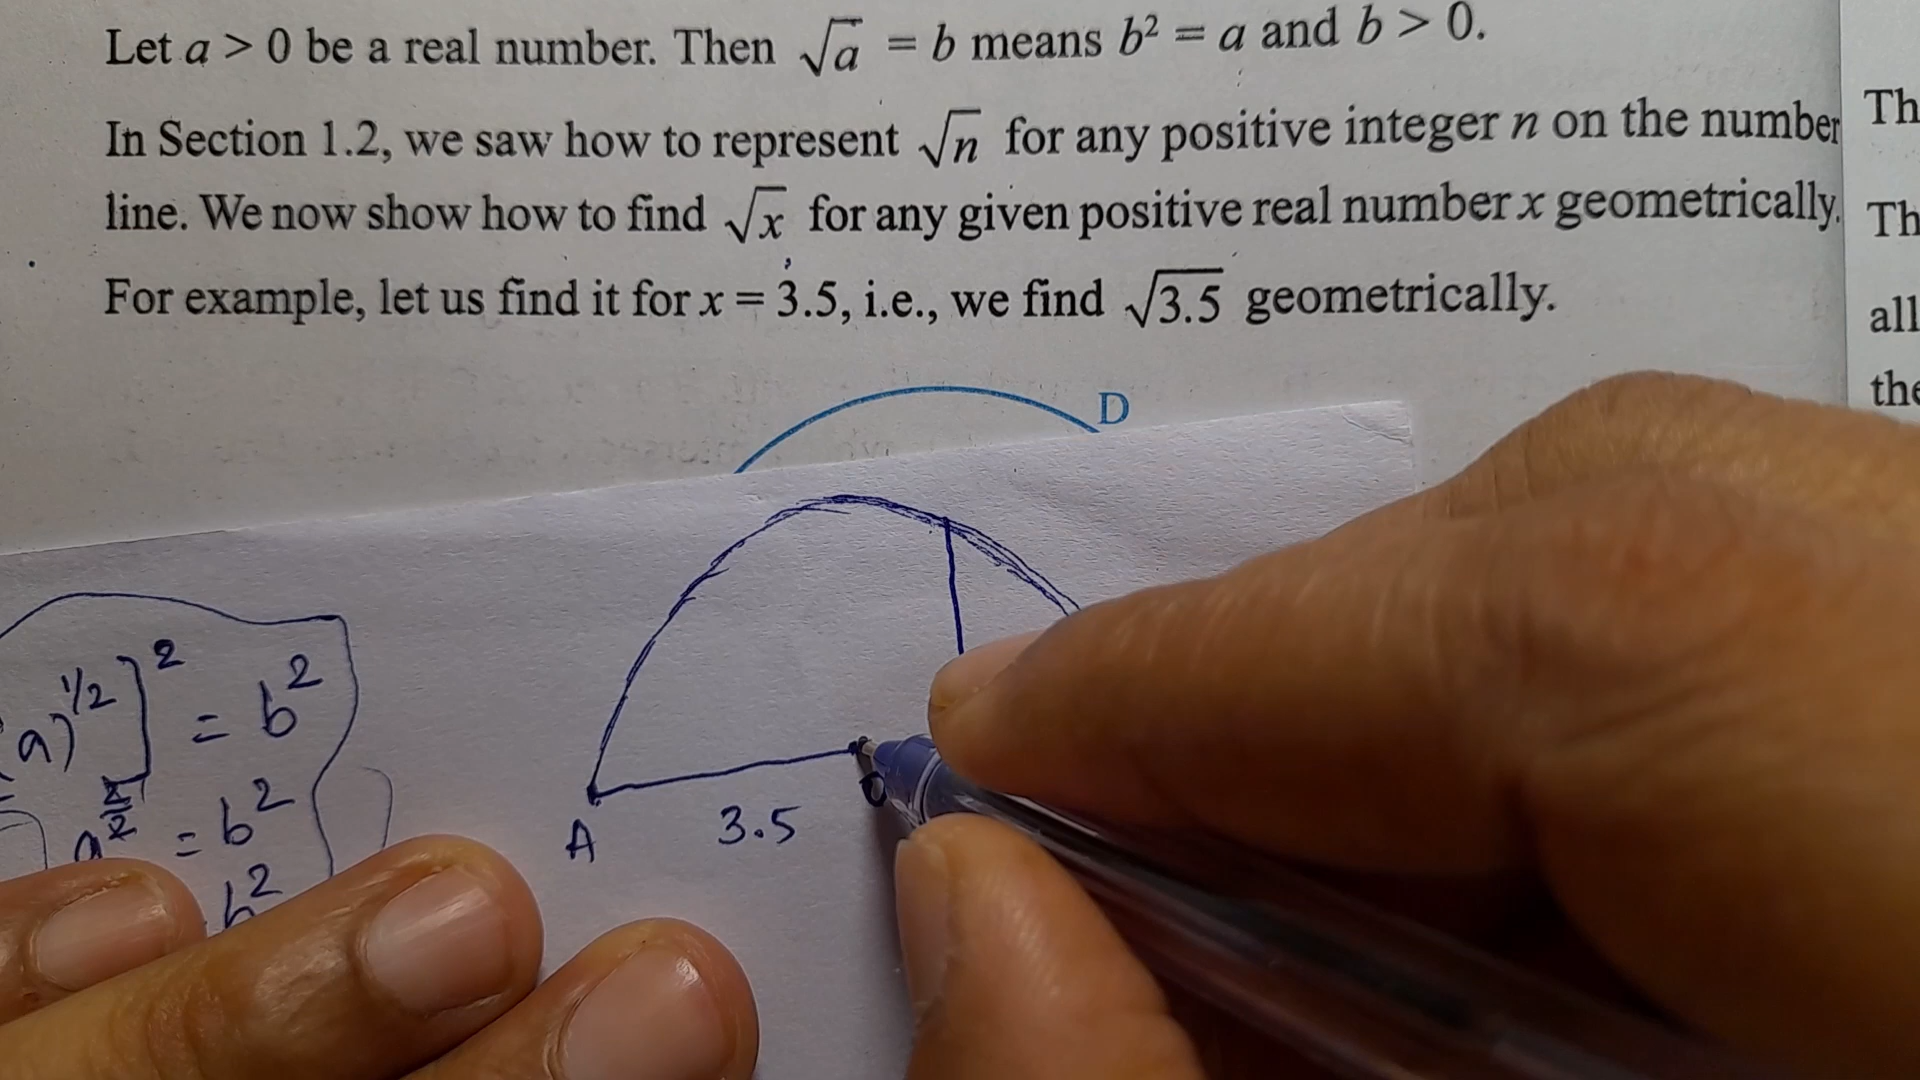 Let a > 0 be a real number. Then √a = b means b² = a and b > 0.
In Section 1.2, we saw how to represent √n for any positive integer n on the number
line. We now show how to find √x for any given positive real number x geometrically.
For example, let us find it for x = 3.5, i.e., we find √3.5 geometrically.
Th
Th
all
the
D
a)^1/2]² = b²
= b²
b²
A 3.5 O